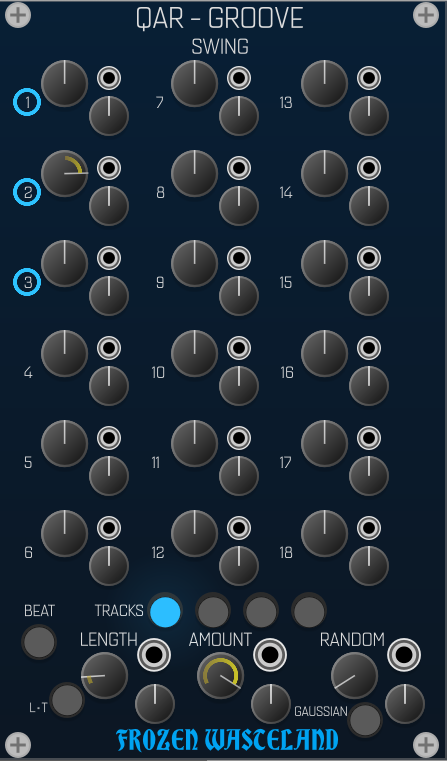 QAR - GROOVE
SWING
1 7 13
2 8 14
3 9 15
4 10 16
5 11 17
6 12 18
BEAT TRACKS
LENGTH AMOUNT RANDOM
L·T GAUSSIAN
FROZEN WASTELAND